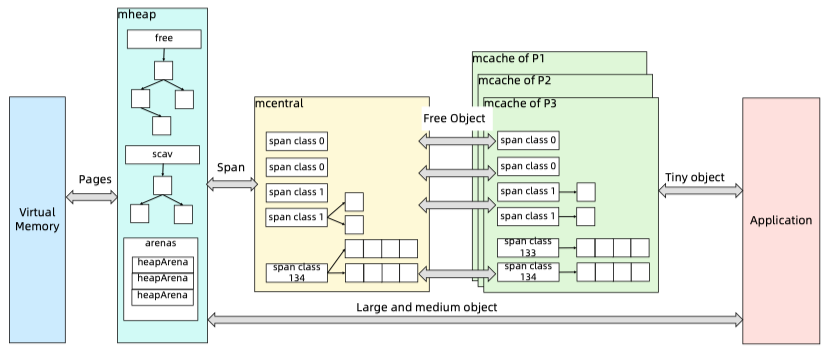 mheap
free
scav
arenas
heapArena
heapArena
heapArena
Virtual
Memory
Pages
Span
mcentral
span class 0
span class 0
span class 1
span class 1
span class
134
Free Object
mcache of P1
mcache of P2
mcache of P3
span class 0
span class 0
span class 1
span class 1
span class
133
span class
134
Tiny object
Application
Large and medium object